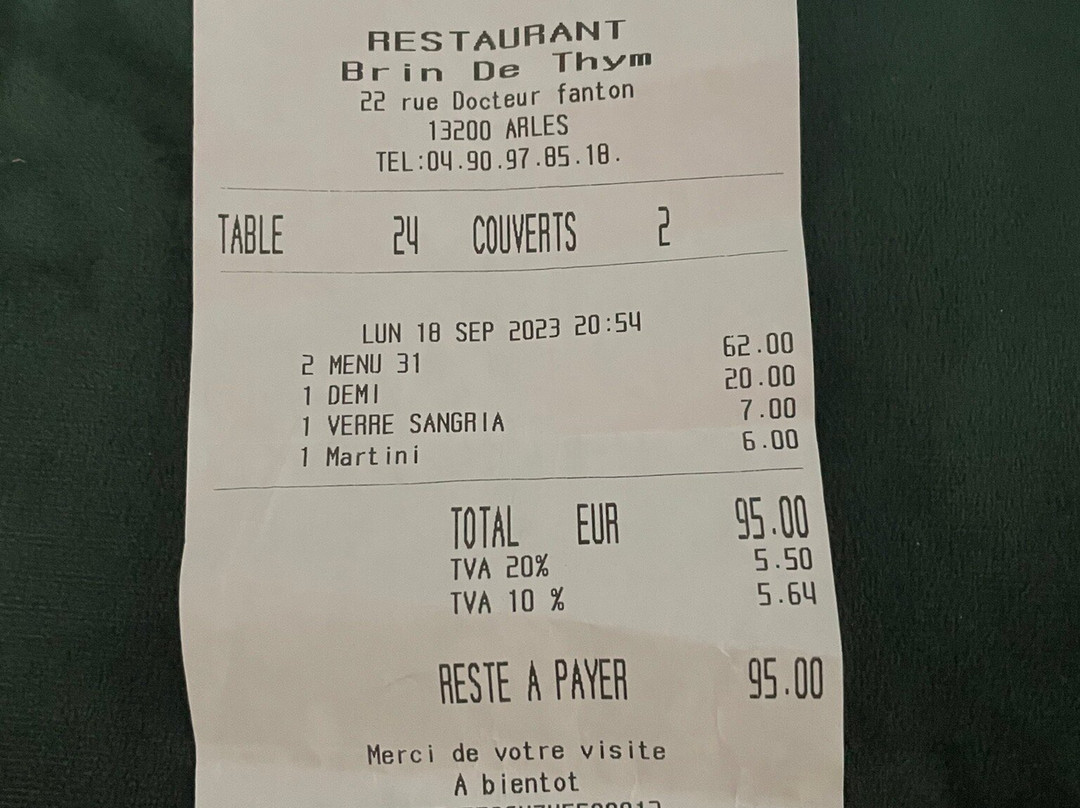 RESTAURANT
Brin De Thym
22 rue Docteur fanton
13200 ARLES
TEL:04.90.97.85.18.
TABLE 24 COUVERTS 2
LUN 18 SEP 2023 20:54
2 MENU 31 62.00
1 DEMI 20.00
1 VERRE SANGRIA 7.00
1 Martini 6.00
TOTAL EUR 95.00
TVA 20% 5.50
TVA 10 % 5.64
RESTE A PAYER 95.00
Merci de votre visite
A bientot